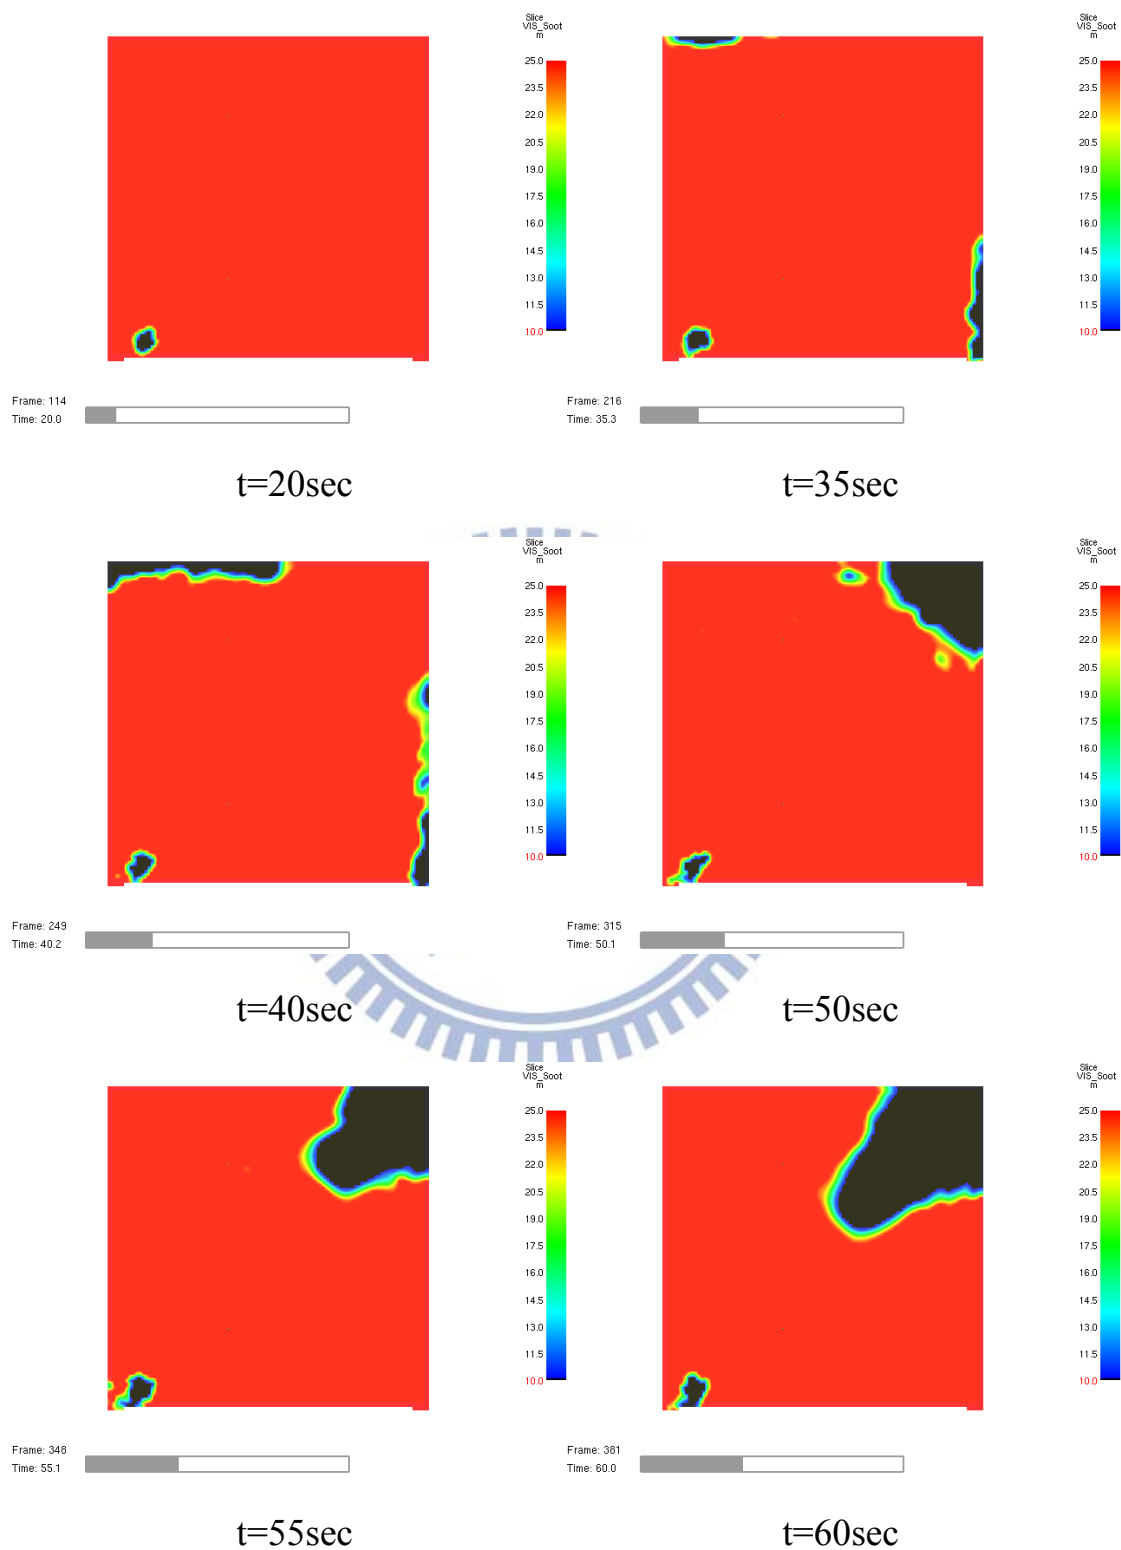 Slice
VIS_Soot
m
25.0
23.5
22.0
20.5
19.0
17.5
16.0
14.5
13.0
11.5
10.0
Frame: 114
Time: 20.0
t=20sec
Slice
VIS_Soot
m
25.0
23.5
22.0
20.5
19.0
17.5
16.0
14.5
13.0
11.5
10.0
Frame: 216
Time: 35.3
t=35sec
Slice
VIS_Soot
m
25.0
23.5
22.0
20.5
19.0
17.5
16.0
14.5
13.0
11.5
10.0
Frame: 249
Time: 40.2
t=40sec
Slice
VIS_Soot
m
25.0
23.5
22.0
20.5
19.0
17.5
16.0
14.5
13.0
11.5
10.0
Frame: 315
Time: 50.1
t=50sec
Slice
VIS_Soot
m
25.0
23.5
22.0
20.5
19.0
17.5
16.0
14.5
13.0
11.5
10.0
Frame: 348
Time: 55.1
t=55sec
Slice
VIS_Soot
m
25.0
23.5
22.0
20.5
19.0
17.5
16.0
14.5
13.0
11.5
10.0
Frame: 381
Time: 60.0
t=60sec